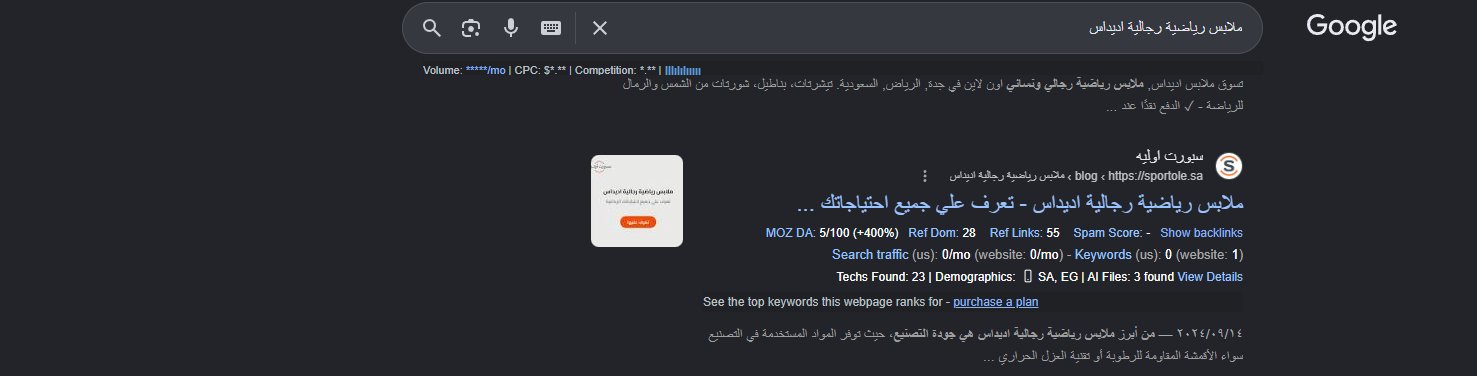 ملابس رياضية رجالية اديداس
Google
Volume: *****/mo | CPC: $*.** | Competition: *.** |
تسوق ملابس اديداس, ملابس رياضية رجالي ونسائي اون لاين في جدة, الرياض, السعودية. تيشرتات، بناطيل، شورتات من الشمس والرمال
للرياضة - ✓ الدفع نقدًا عند ...
سبورت اوليه
https://sportole.sa › blog › ملابس رياضية رجالية اديداس
ملابس رياضية رجالية اديداس - تعرف علي جميع احتياجاتك ...
ملابس رياضية رجالية اديداس
MOZ DA: 5/100 (+400%) Ref Dom: 28 Ref Links: 55 Spam Score: - Show backlinks
Search traffic (us): 0/mo (website: 0/mo) - Keywords (us): 0 (website: 1)
Techs Found: 23 | Demographics: SA, EG | AI Files: 3 found View Details
See the top keywords this webpage ranks for - purchase a plan
١٤/٠٩/٢٠٢٤ — من أبرز ملابس رياضية رجالية اديداس هي جودة التصنيع، حيث توفر المواد المستخدمة في التصنيع
سواء الأقمشة المقاومة للرطوبة أو تقنية العزل الحراري ...